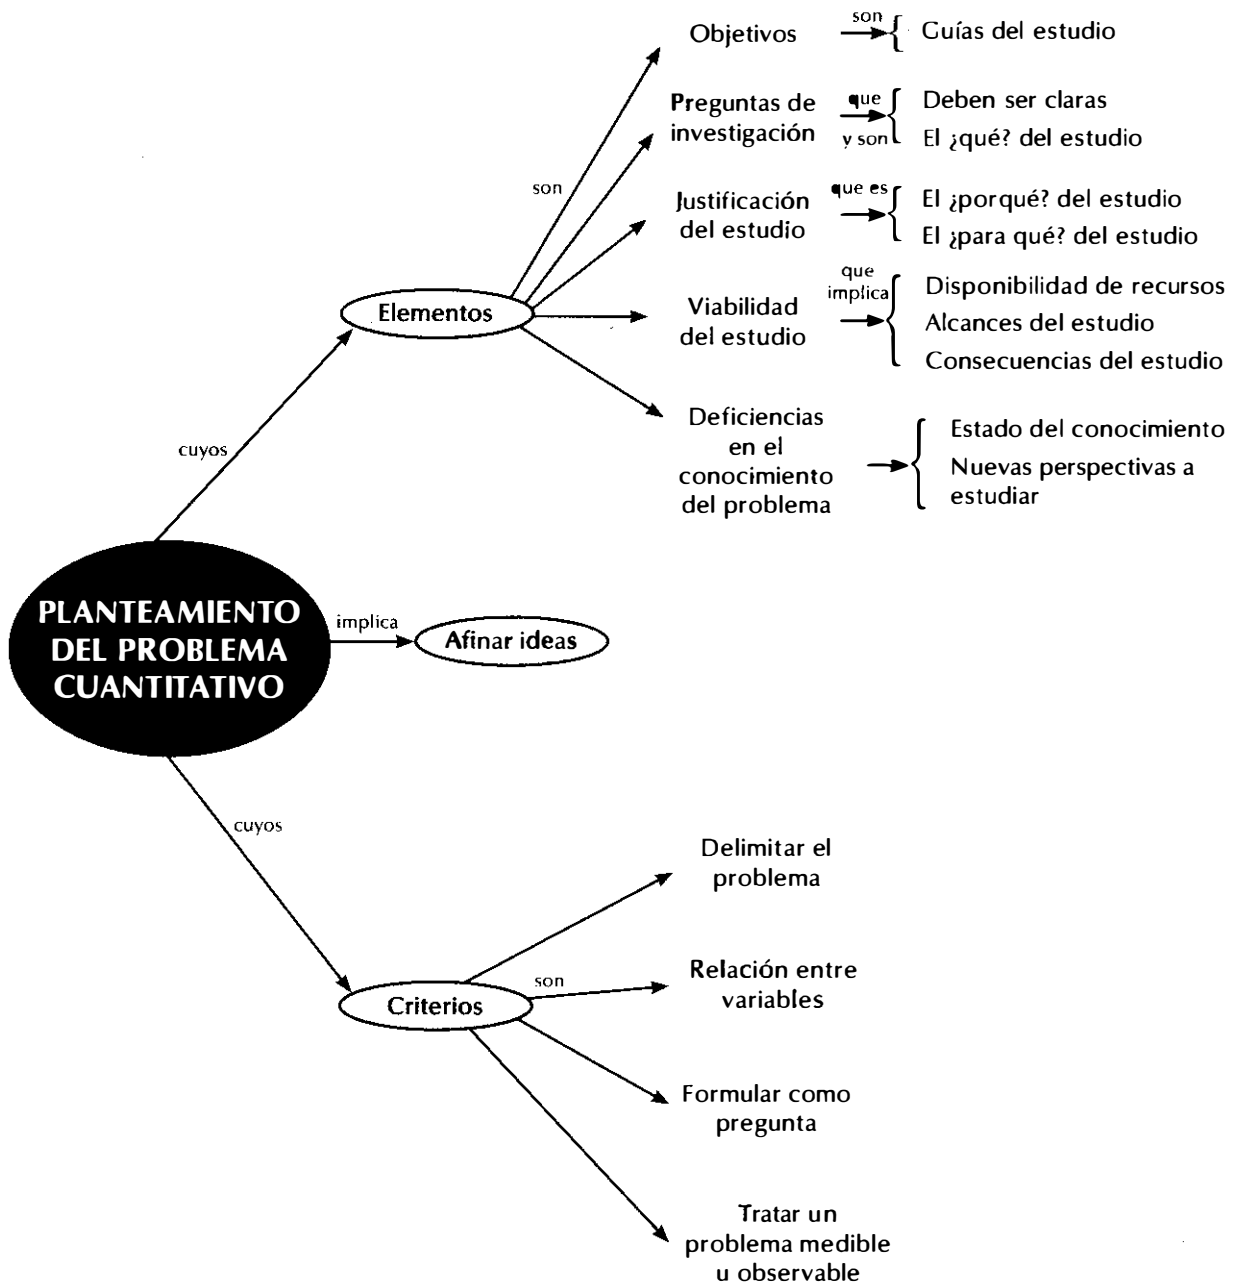 son
Objetivos
Guías del estudio
Preguntas de
investigación
que
y son
Deben ser claras
El ¿qué? del estudio
son
Justificación
del estudio
que es
El ¿porqué? del estudio
El ¿para qué? del estudio
Elementos
Viabilidad
del estudio
que
implica
Disponibilidad de recursos
Alcances del estudio
Consecuencias del estudio
cuyos
Deficiencias
en el
conocimiento
del problema
Estado del conocimiento
Nuevas perspectivas a
estudiar
PLANTEAMIENTO
DEL PROBLEMA
CUANTITATIVO
implica
Afinar ideas
cuyos
Criterios
son
Delimitar el
problema
Relación entre
variables
Formular como
pregunta
Tratar un
problema medible
u observable